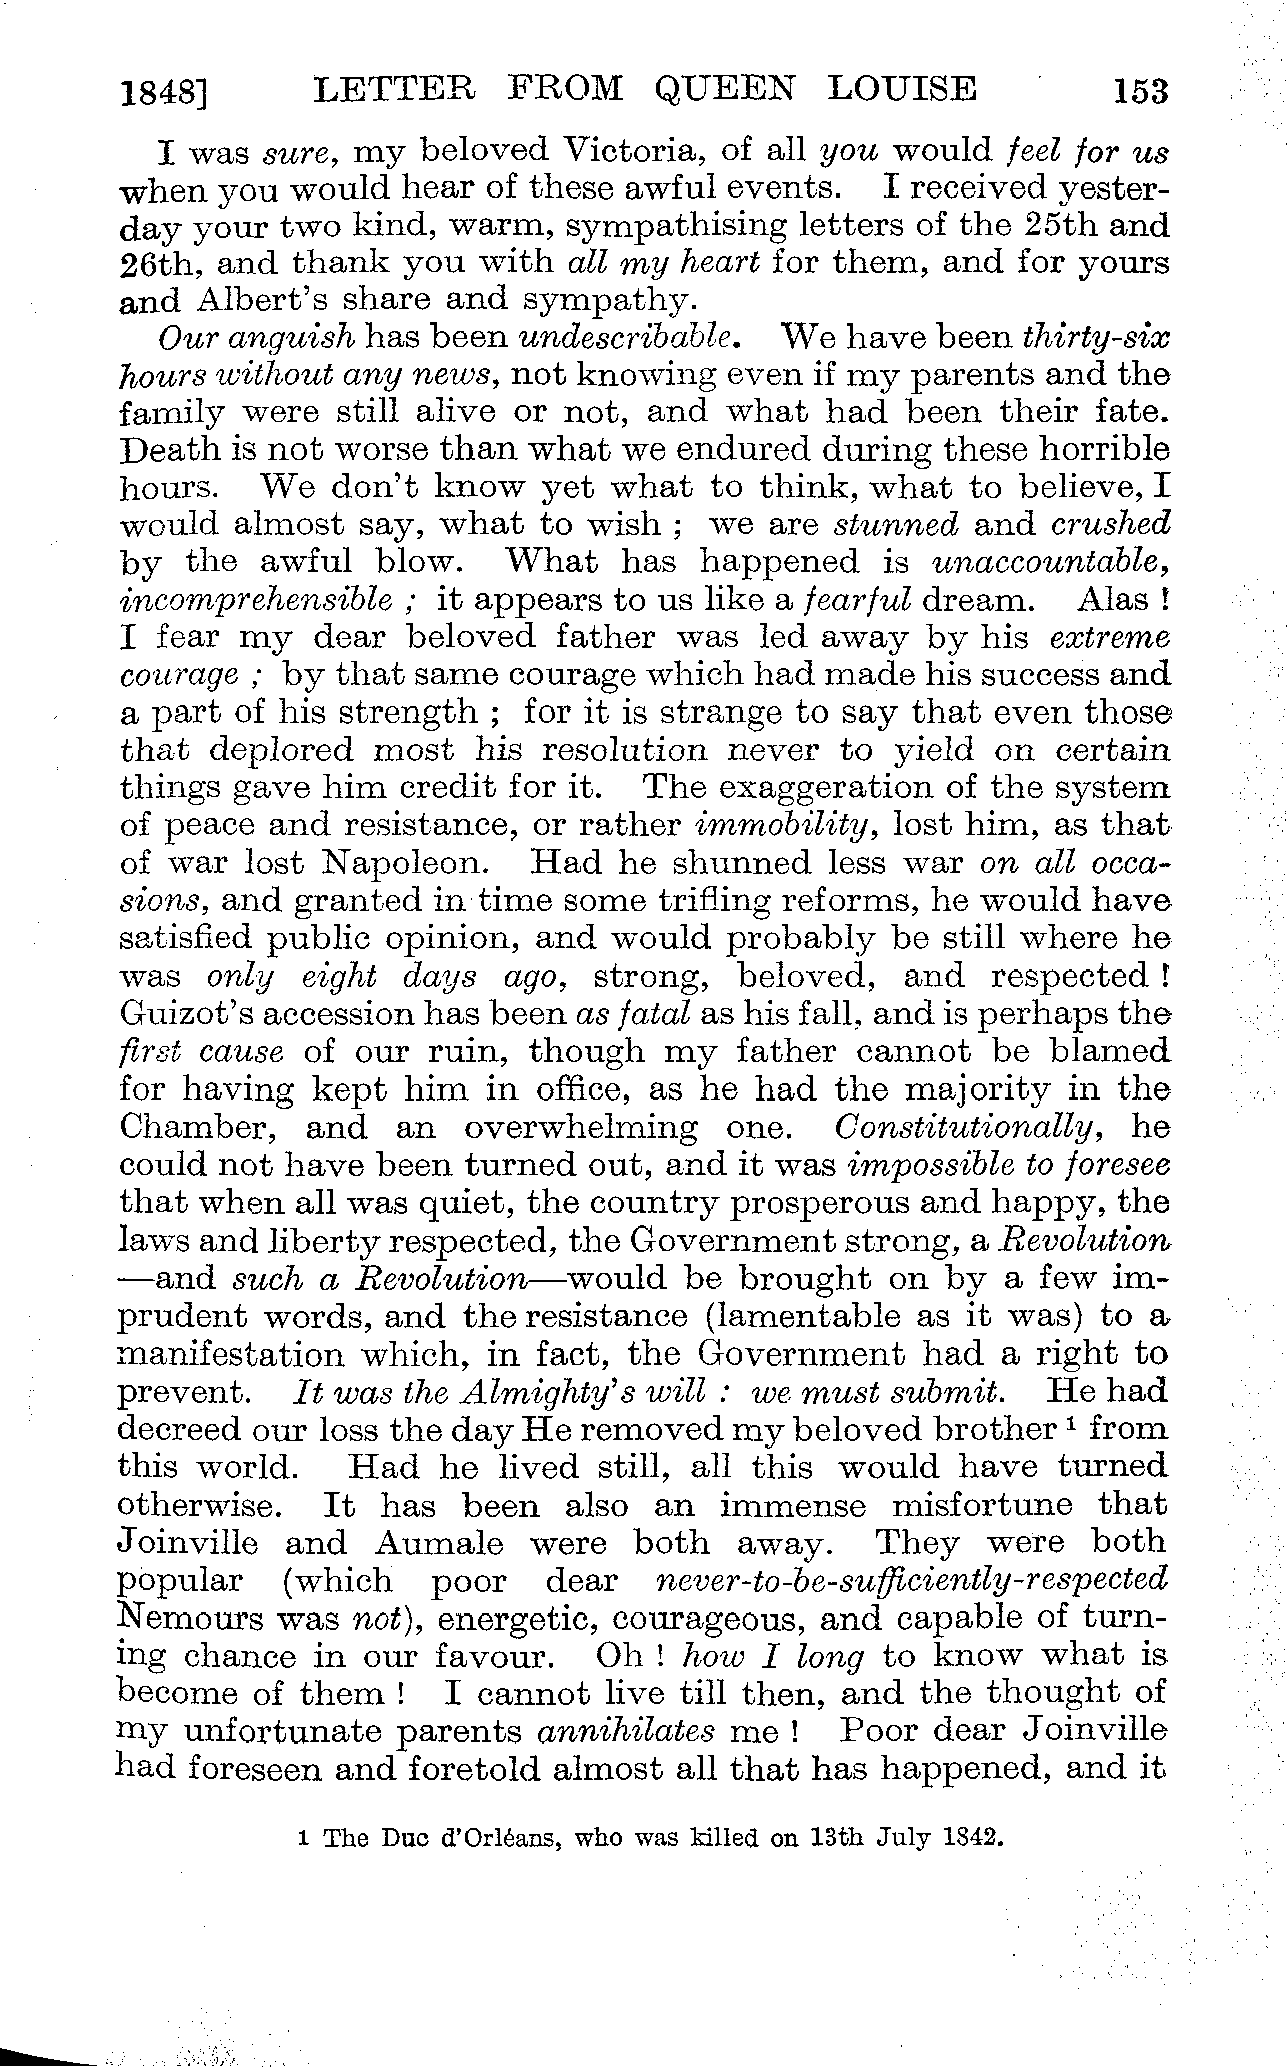 1848] LETTER FROM QUEEN LOUISE 153
I was sure, my beloved Victoria, of all you would feel for us
when you would hear of these awful events. I received yester-
day your two kind, warm, sympathising letters of the 25th and
26th, and thank you with all my heart for them, and for yours
and Albert's share and sympathy.
Our anguish has been undescribable. We have been thirty-six
hours without any news, not knowing even if my parents and the
family were still alive or not, and what had been their fate.
Death is not worse than what we endured during these horrible
hours. We don't know yet what to think, what to believe, I
would almost say, what to wish ; we are stunned and crushed
by the awful blow. What has happened is unaccountable,
incomprehensible ; it appears to us like a fearful dream. Alas !
I fear my dear beloved father was led away by his extreme
courage ; by that same courage which had made his success and
a part of his strength ; for it is strange to say that even those
that deplored most his resolution never to yield on certain
things gave him credit for it. The exaggeration of the system
of peace and resistance, or rather immobility, lost him, as that
of war lost Napoleon. Had he shunned less war on all occa-
sions, and granted in time some trifling reforms, he would have
satisfied public opinion, and would probably be still where he
was only eight days ago, strong, beloved, and respected !
Guizot's accession has been as fatal as his fall, and is perhaps the
first cause of our ruin, though my father cannot be blamed
for having kept him in office, as he had the majority in the
Chamber, and an overwhelming one. Constitutionally, he
could not have been turned out, and it was impossible to foresee
that when all was quiet, the country prosperous and happy, the
laws and liberty respected, the Government strong, a Revolution
—and such a Revolution—would be brought on by a few im-
prudent words, and the resistance (lamentable as it was) to a
manifestation which, in fact, the Government had a right to
prevent. It was the Almighty's will : we must submit. He had
decreed our loss the day He removed my beloved brother 1 from
this world. Had he lived still, all this would have turned
otherwise. It has been also an immense misfortune that
Joinville and Aumale were both away. They were both
popular (which poor dear never-to-be-sufficiently-respected
Nemours was not), energetic, courageous, and capable of turn-
ing chance in our favour. Oh ! how I long to know what is
become of them ! I cannot live till then, and the thought of
my unfortunate parents annihilates me ! Poor dear Joinville
had foreseen and foretold almost all that has happened, and it
1 The Duc d'Orléans, who was killed on 13th July 1842.